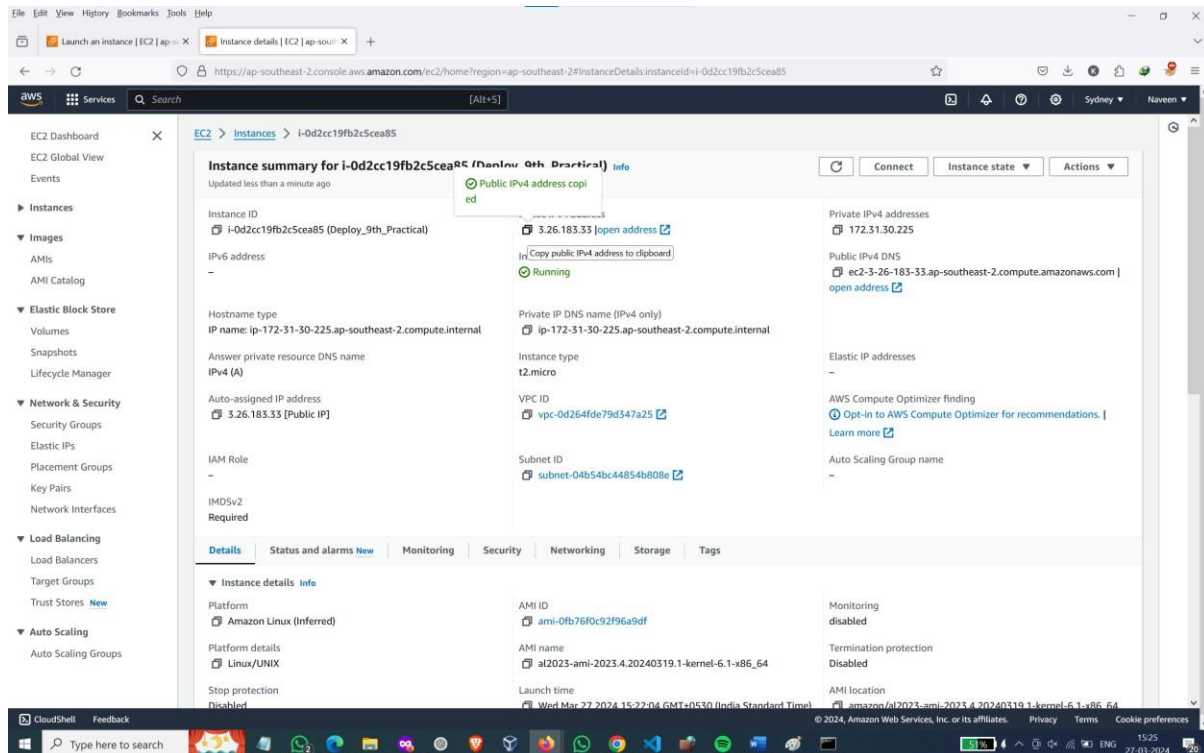 File Edit View History Bookmarks Tools Help
Launch an instance | EC2 | ap-s
Instance details | EC2 | ap-sout
https://ap-southeast-2.console.aws.amazon.com/ec2/home?region=ap-southeast-2#InstanceDetails:instanceId=i-0d2cc19fb2c5cea85
aws Services Search [Alt+S] Sydney Naveen
EC2 Dashboard
EC2 Global View
Events
Instances
Images
AMIs
AMI Catalog
Elastic Block Store
Volumes
Snapshots
Lifecycle Manager
Network & Security
Security Groups
Elastic IPs
Placement Groups
Key Pairs
Network Interfaces
Load Balancing
Load Balancers
Target Groups
Trust Stores New
Auto Scaling
Auto Scaling Groups
EC2 > Instances > i-0d2cc19fb2c5cea85
Instance summary for i-0d2cc19fb2c5cea85 (Deploy_9th_Practical) Info
Connect Instance state Actions
Updated less than a minute ago
Public IPv4 address copi
ed
Instance ID
i-0d2cc19fb2c5cea85 (Deploy_9th_Practical)
3.26.183.33 |open address
Copy public IPv4 address to clipboard
Private IPv4 addresses
172.31.30.225
IPv6 address
–
Running
Public IPv4 DNS
ec2-3-26-183-33.ap-southeast-2.compute.amazonaws.com |
open address
Hostname type
IP name: ip-172-31-30-225.ap-southeast-2.compute.internal
Private IP DNS name (IPv4 only)
ip-172-31-30-225.ap-southeast-2.compute.internal
Answer private resource DNS name
IPv4 (A)
Instance type
t2.micro
Elastic IP addresses
–
Auto-assigned IP address
3.26.183.33 [Public IP]
VPC ID
vpc-0d264fde79d347a25
AWS Compute Optimizer finding
Opt-in to AWS Compute Optimizer for recommendations. |
Learn more
IAM Role
–
Subnet ID
subnet-04b54bc44854b808e
Auto Scaling Group name
–
IMDSv2
Required
Details Status and alarms New Monitoring Security Networking Storage Tags
Instance details Info
Platform
Amazon Linux (Inferred)
AMI ID
ami-0fb76f0c92f96a9df
Monitoring
disabled
Platform details
Linux/UNIX
AMI name
al2023-ami-2023.4.20240319.1-kernel-6.1-x86_64
Termination protection
Disabled
Stop protection
Disabled
Launch time
Wed Mar 27 2024 15:22:04 GMT+0530 (India Standard Time)
AMI location
amazon/al2023-ami-2023.4.20240319.1-kernel-6.1-x86_64
CloudShell Feedback
© 2024, Amazon Web Services, Inc. or its affiliates. Privacy Terms Cookie preferences
Type here to search
51%
ENG
15:25
27-03-2024